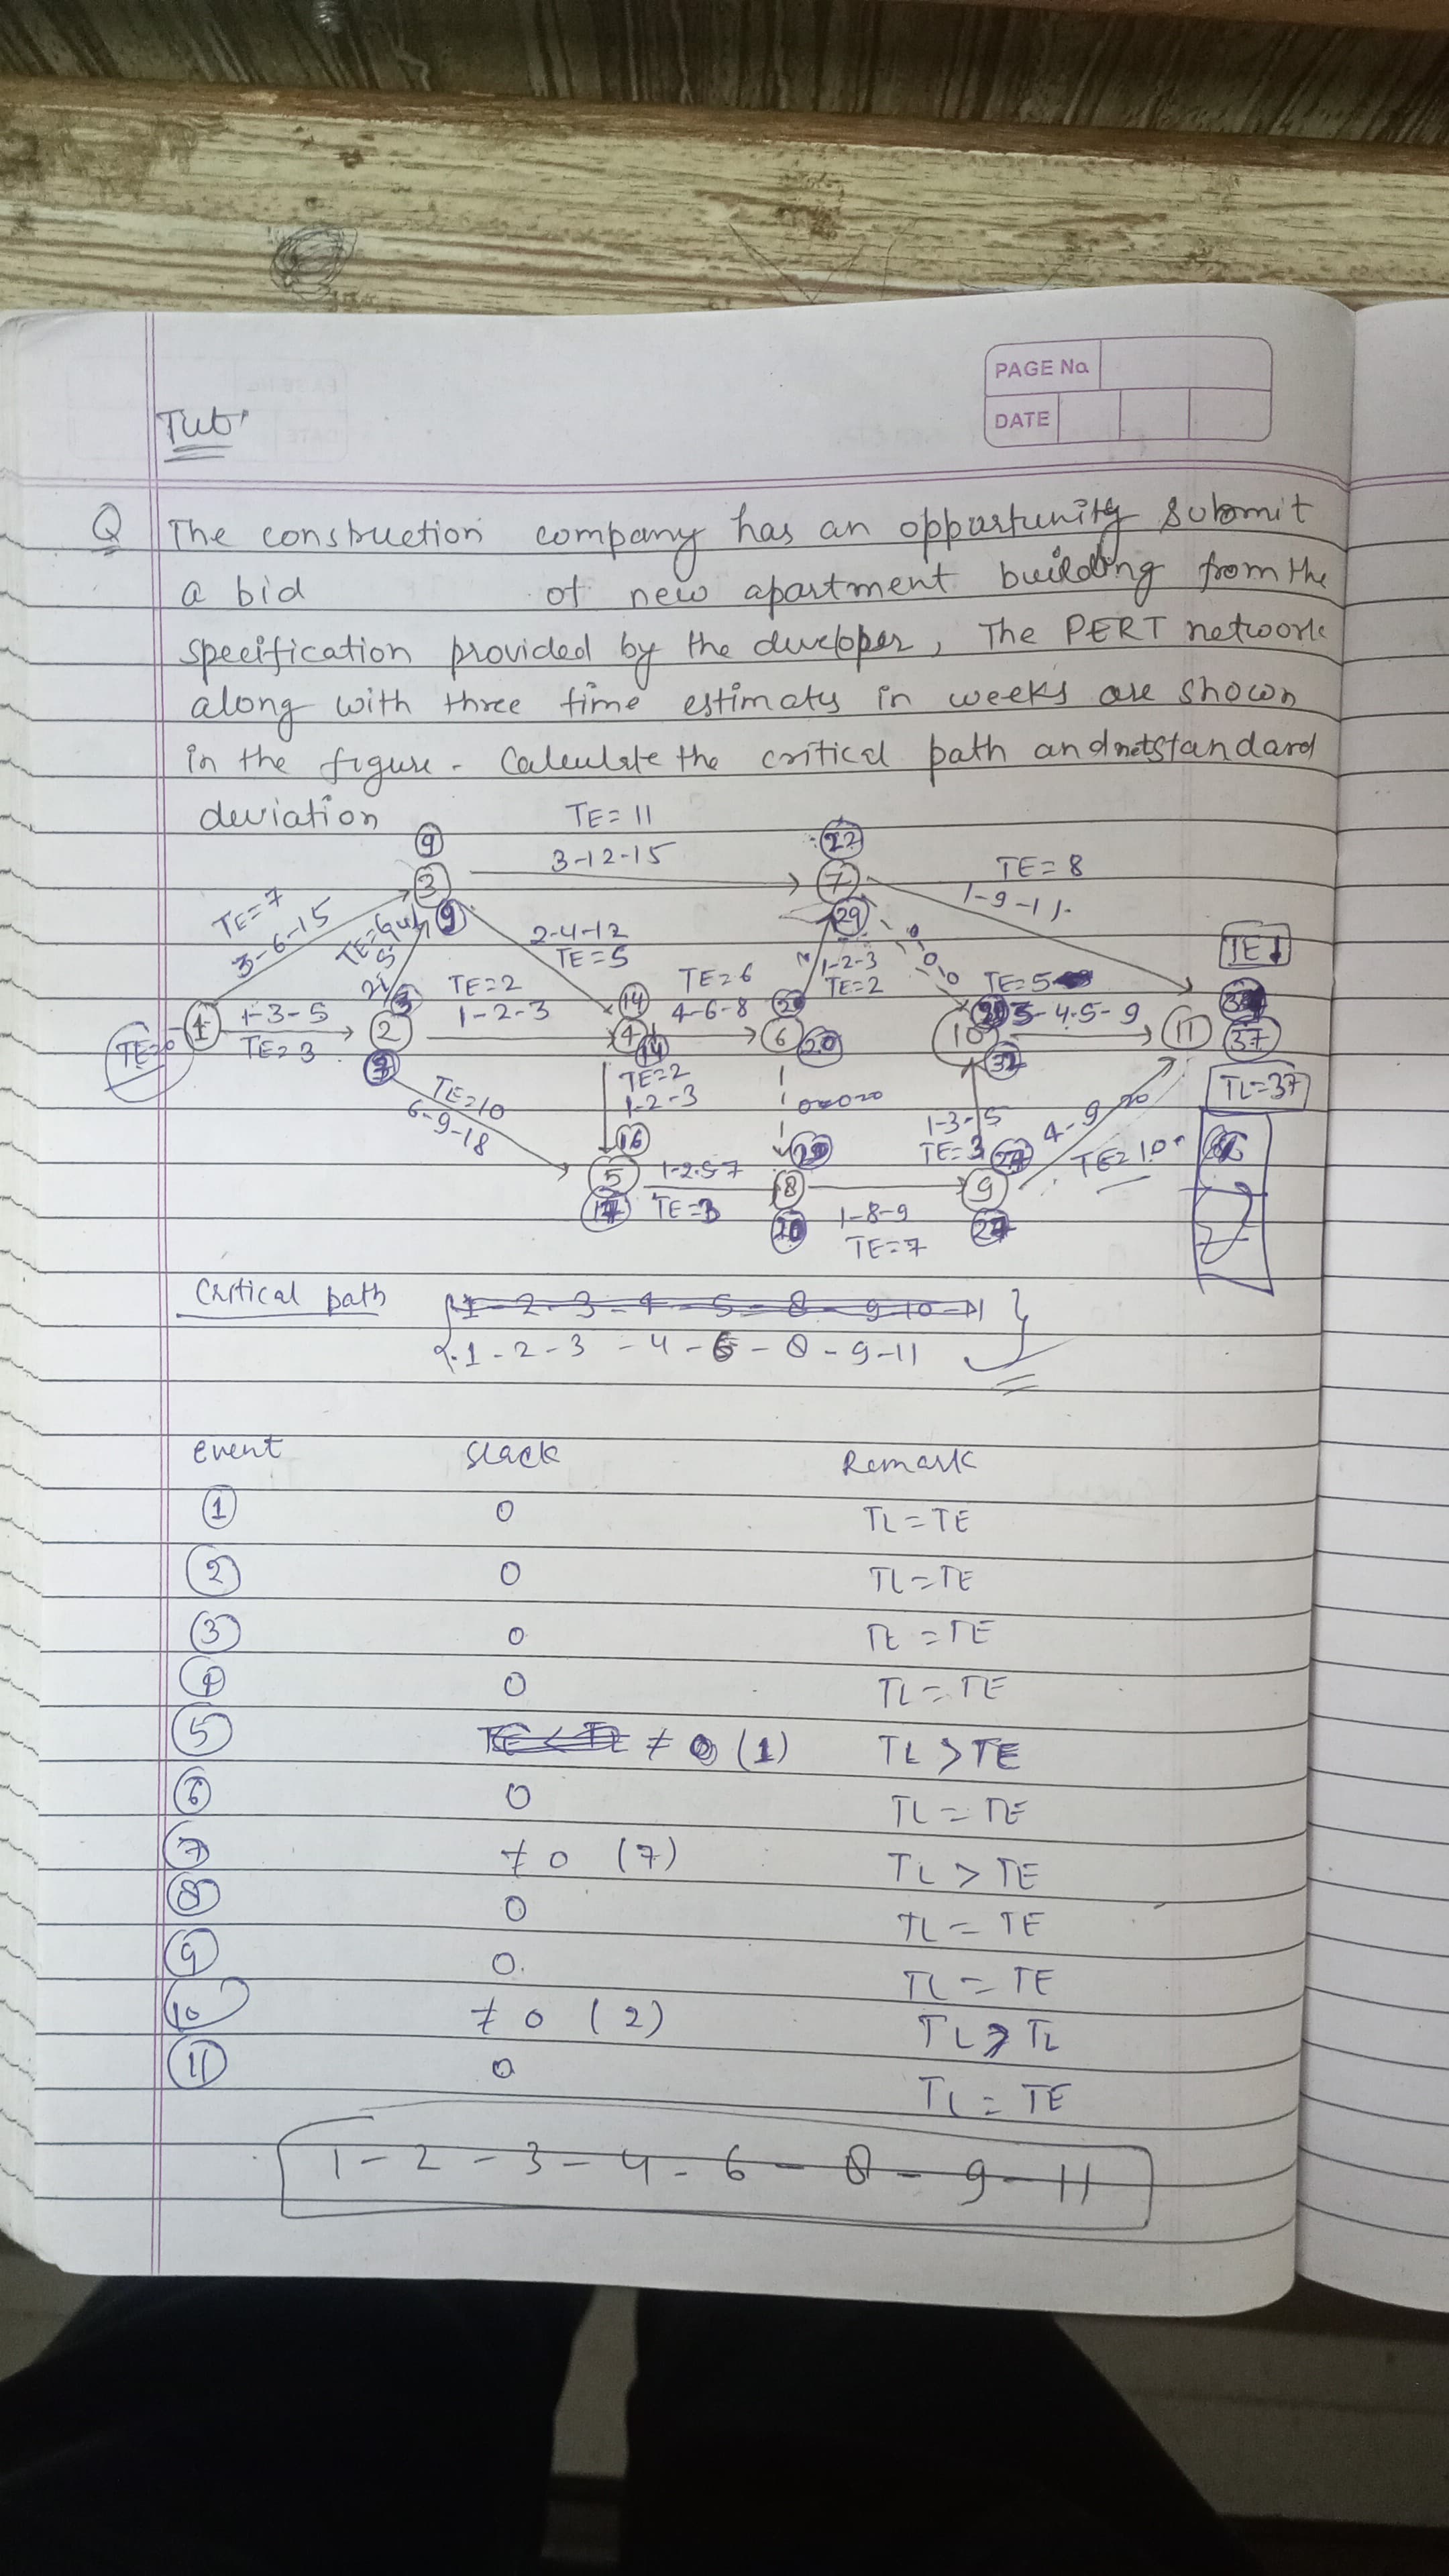 PAGE No
DATE
Tut
Q The construction company has an opportunity submit
a bid of new apartment building from the
specification provided by the developer, The PERT network
along with three time estimates in weeks are shown
in the figure. Calculate the critical path and net standard
deviation
TE = 11
9
22
3-12-15
TE = 8
3
7
1-9-11
TE = 7
3-6-15
9
29
2-4-12
TE = 5
1-2-3
TE = 2
TE = 2
1-2-3
TE = 6
4-6-8
TE = 5
3-4.5-9
14
1
1-3-5
TE = 3
2
4
14
6
20
10
32
11
37
TL = 37
TE = 0
TE = 2
1-2-3
TE = 10
6-9-18
1-3-5
TE = 3
4-9-20
TE = 10
16
5
1-2.5-7
TE = 3
8
1-8-9
TE = 7
9
27
Critical path
1 - 2 - 3 - 4 - 5 - 8 - 9 - 10 - 11
1 - 2 - 3 - 4 - 6 - 8 - 9 - 11
Event Slack Remark
1 0 TL = TE
2 0 TL = TE
3 0 TL = TE
4 0 TL = TE
5 ≠ 0 (1) TL > TE
6 0 TL = TE
7 ≠ 0 (7) TL > TE
8 0 TL = TE
9 0. TL = TE
10 ≠ 0 (2) TL > TL
11 0 TL = TE
1 - 2 - 3 - 4 - 6 - 8 - 9 - 11